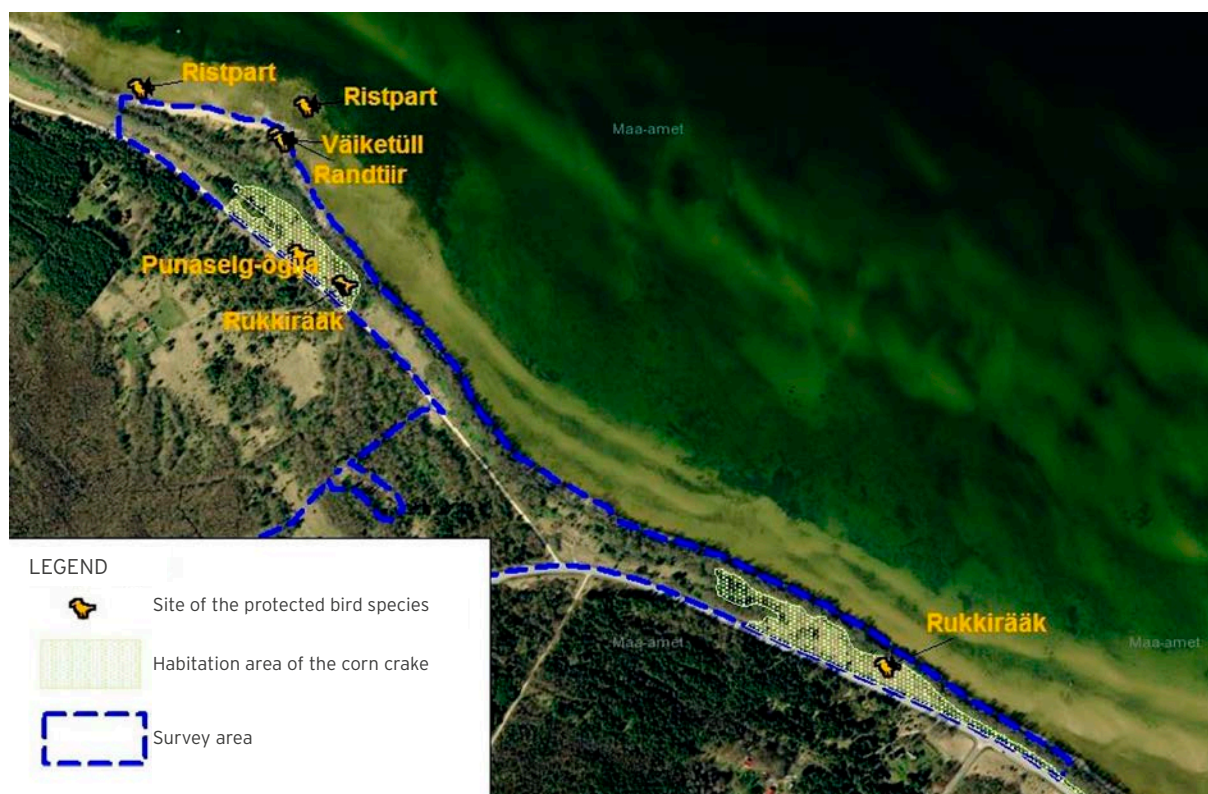 Ristpart
Ristpart
Maa-amet
Väiketüll
Randtiir
Punaselg-õgija
Rukkirääk
LEGEND
Site of the protected bird species
Habitation area of the corn crake
Survey area
Rukkirääk
Maa-amet
Maa-amet